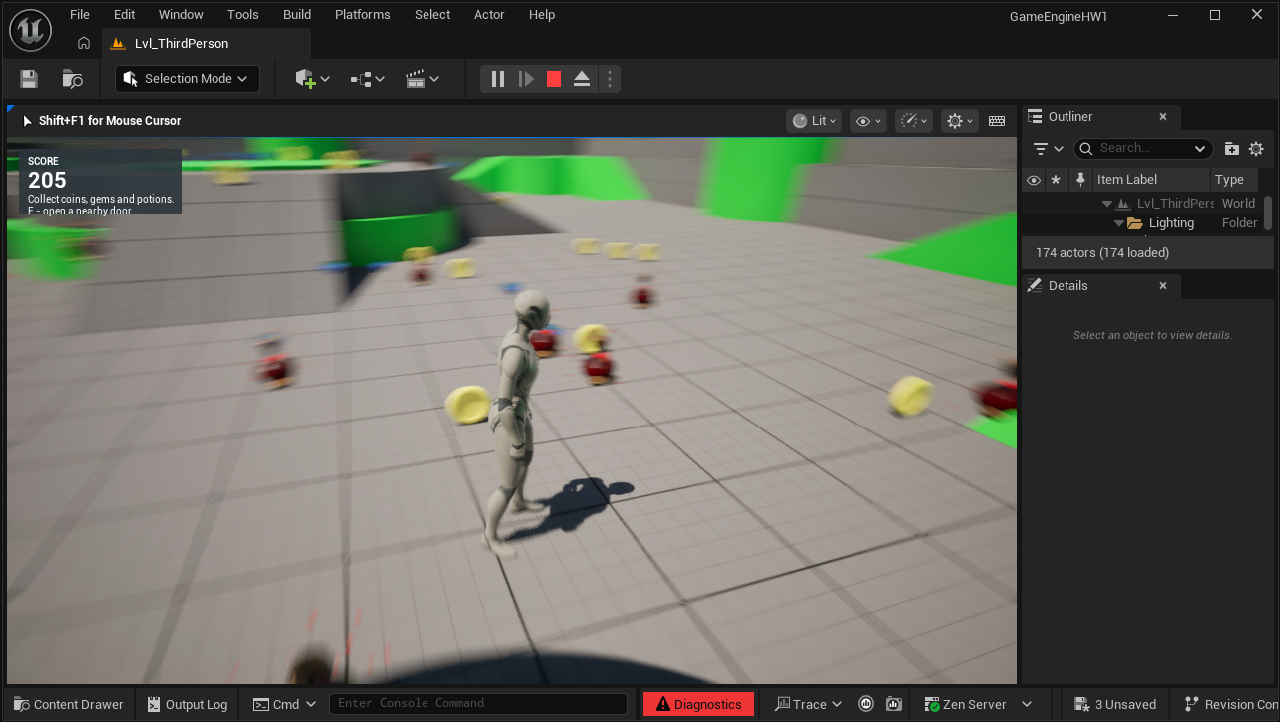 File Edit Window Tools Build Platforms Select Actor Help GameEngineHW1
Lvl_ThirdPerson
Selection Mode
Shift+F1 for Mouse Cursor
Lit
SCORE
205
Collect coins, gems and potions.
E - open a nearby door
Outliner
Search...
Item Label Type
Lvl_ThirdPers World
Lighting Folder
174 actors (174 loaded)
Details
Select an object to view details.
Content Drawer Output Log Cmd Enter Console Command Diagnostics Trace Zen Server 3 Unsaved Revision Con